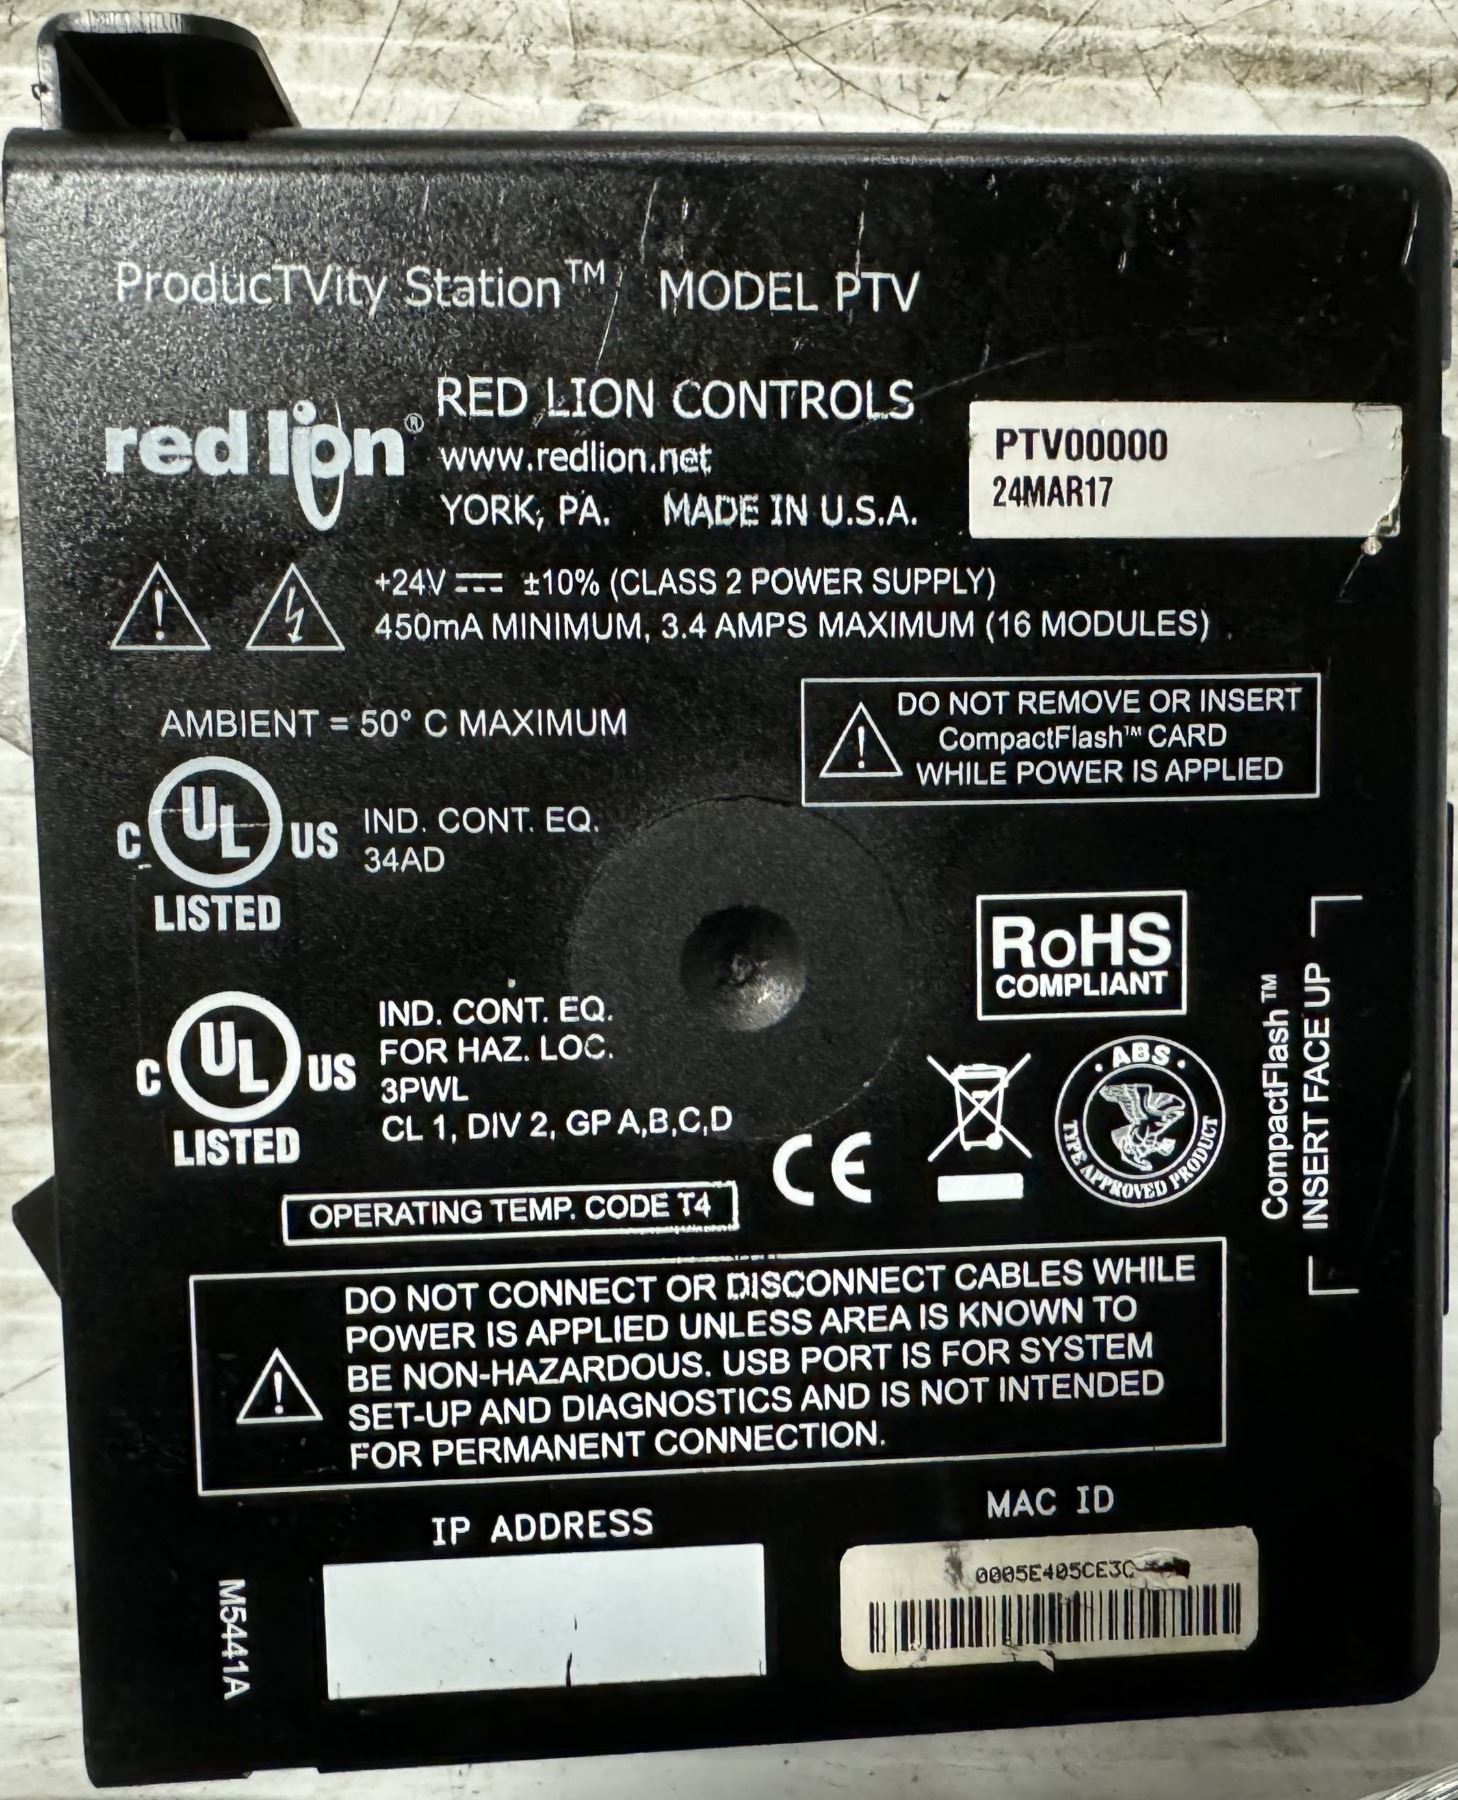 ProducTVity Station™ MODEL PTV
red lion®
RED LION CONTROLS
www.redlion.net
YORK, PA. MADE IN U.S.A.
PTV00000
24MAR17
+24V ⎓ ±10% (CLASS 2 POWER SUPPLY)
450mA MINIMUM, 3.4 AMPS MAXIMUM (16 MODULES)
AMBIENT = 50° C MAXIMUM
DO NOT REMOVE OR INSERT
CompactFlash™ CARD
WHILE POWER IS APPLIED
C UL US
LISTED
IND. CONT. EQ.
34AD
C UL US
LISTED
IND. CONT. EQ.
FOR HAZ. LOC.
3PWL
CL 1, DIV 2, GP A,B,C,D
RoHS
COMPLIANT
CE
ABS
TYPE APPROVED PRODUCT
CompactFlash™
INSERT FACE UP
OPERATING TEMP. CODE T4
DO NOT CONNECT OR DISCONNECT CABLES WHILE
POWER IS APPLIED UNLESS AREA IS KNOWN TO
BE NON-HAZARDOUS. USB PORT IS FOR SYSTEM
SET-UP AND DIAGNOSTICS AND IS NOT INTENDED
FOR PERMANENT CONNECTION.
IP ADDRESS
MAC ID
0005E405CE3C
M5441A